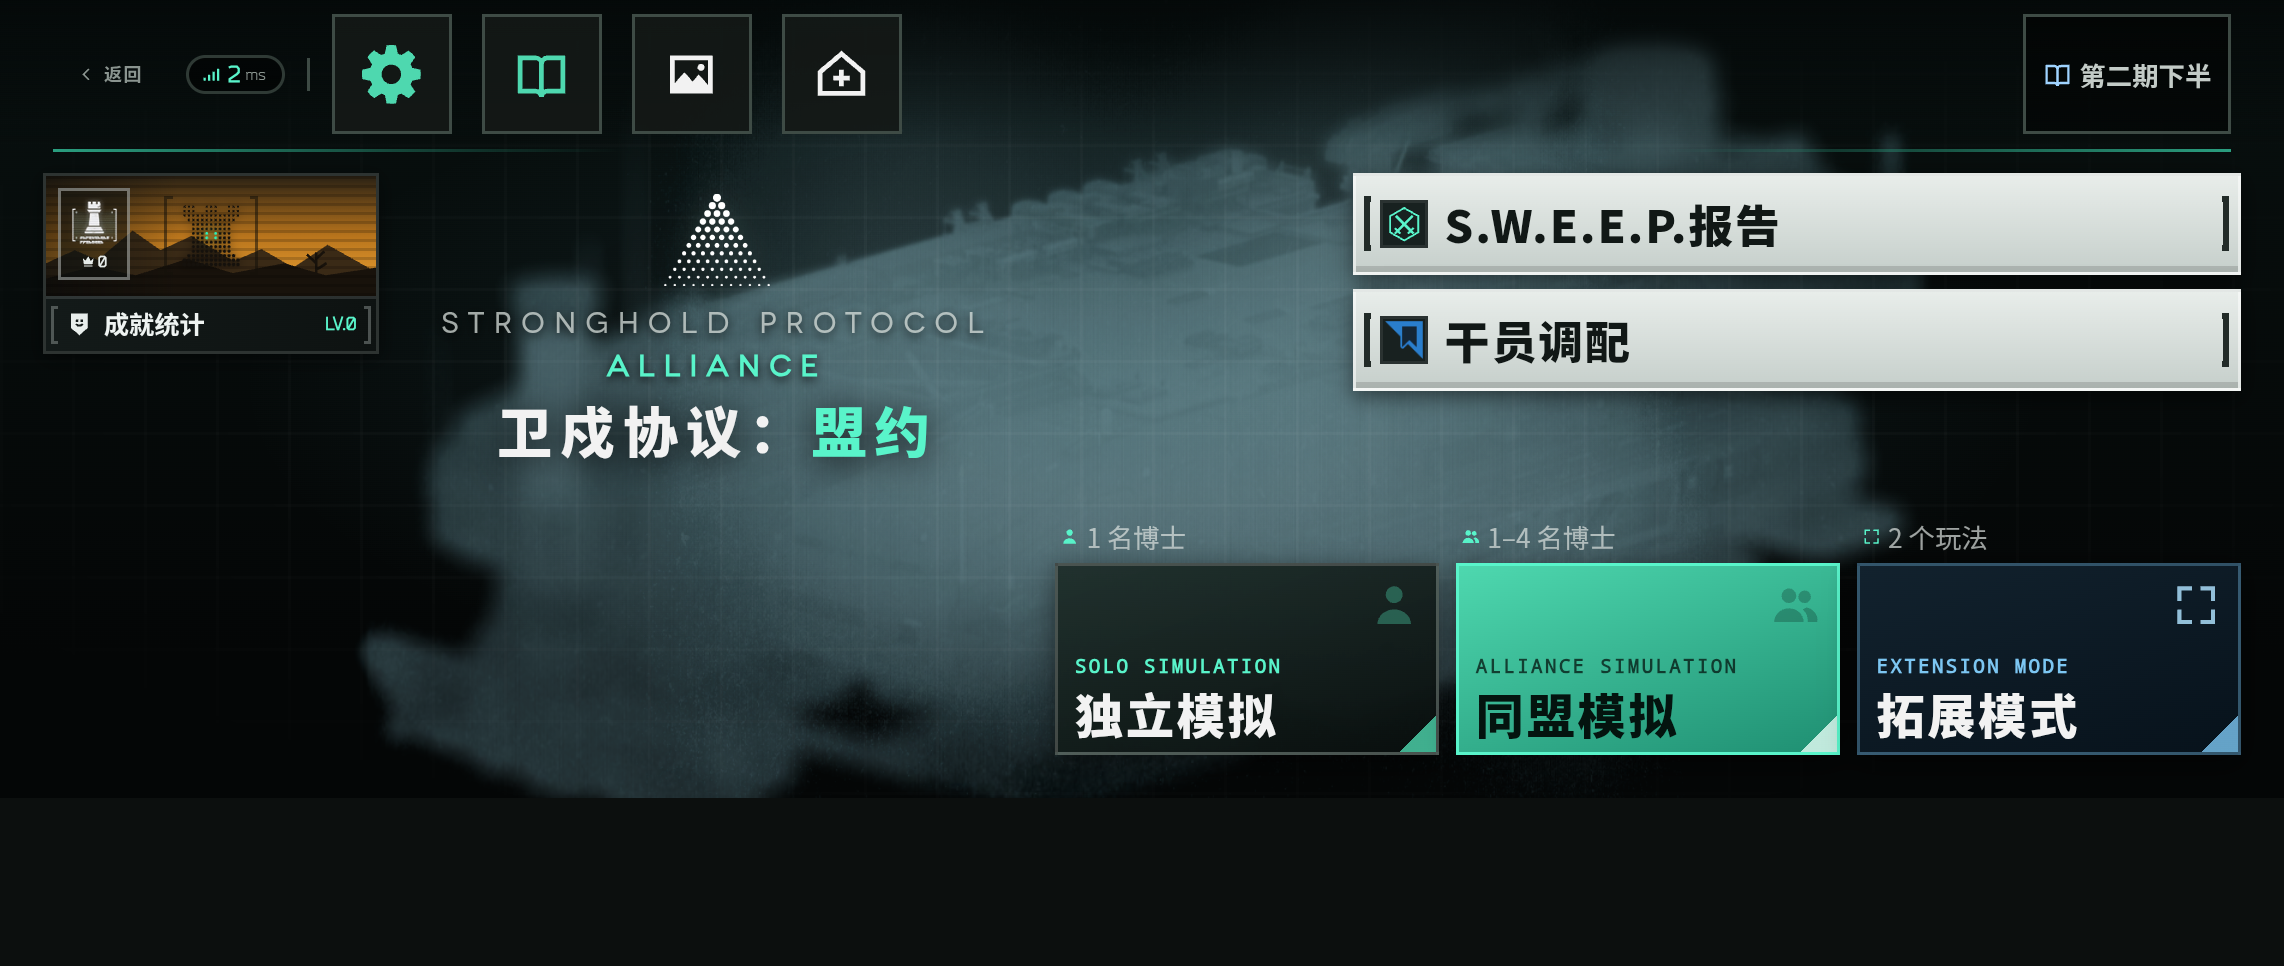 返回
2 ms
第二期下半
0
成就统计
LV.0
STRONGHOLD PROTOCOL
ALLIANCE
卫戍协议：盟约
S.W.E.E.P.报告
干员调配
1 名博士
1–4 名博士
2 个玩法
SOLO SIMULATION
独立模拟
ALLIANCE SIMULATION
同盟模拟
EXTENSION MODE
拓展模式